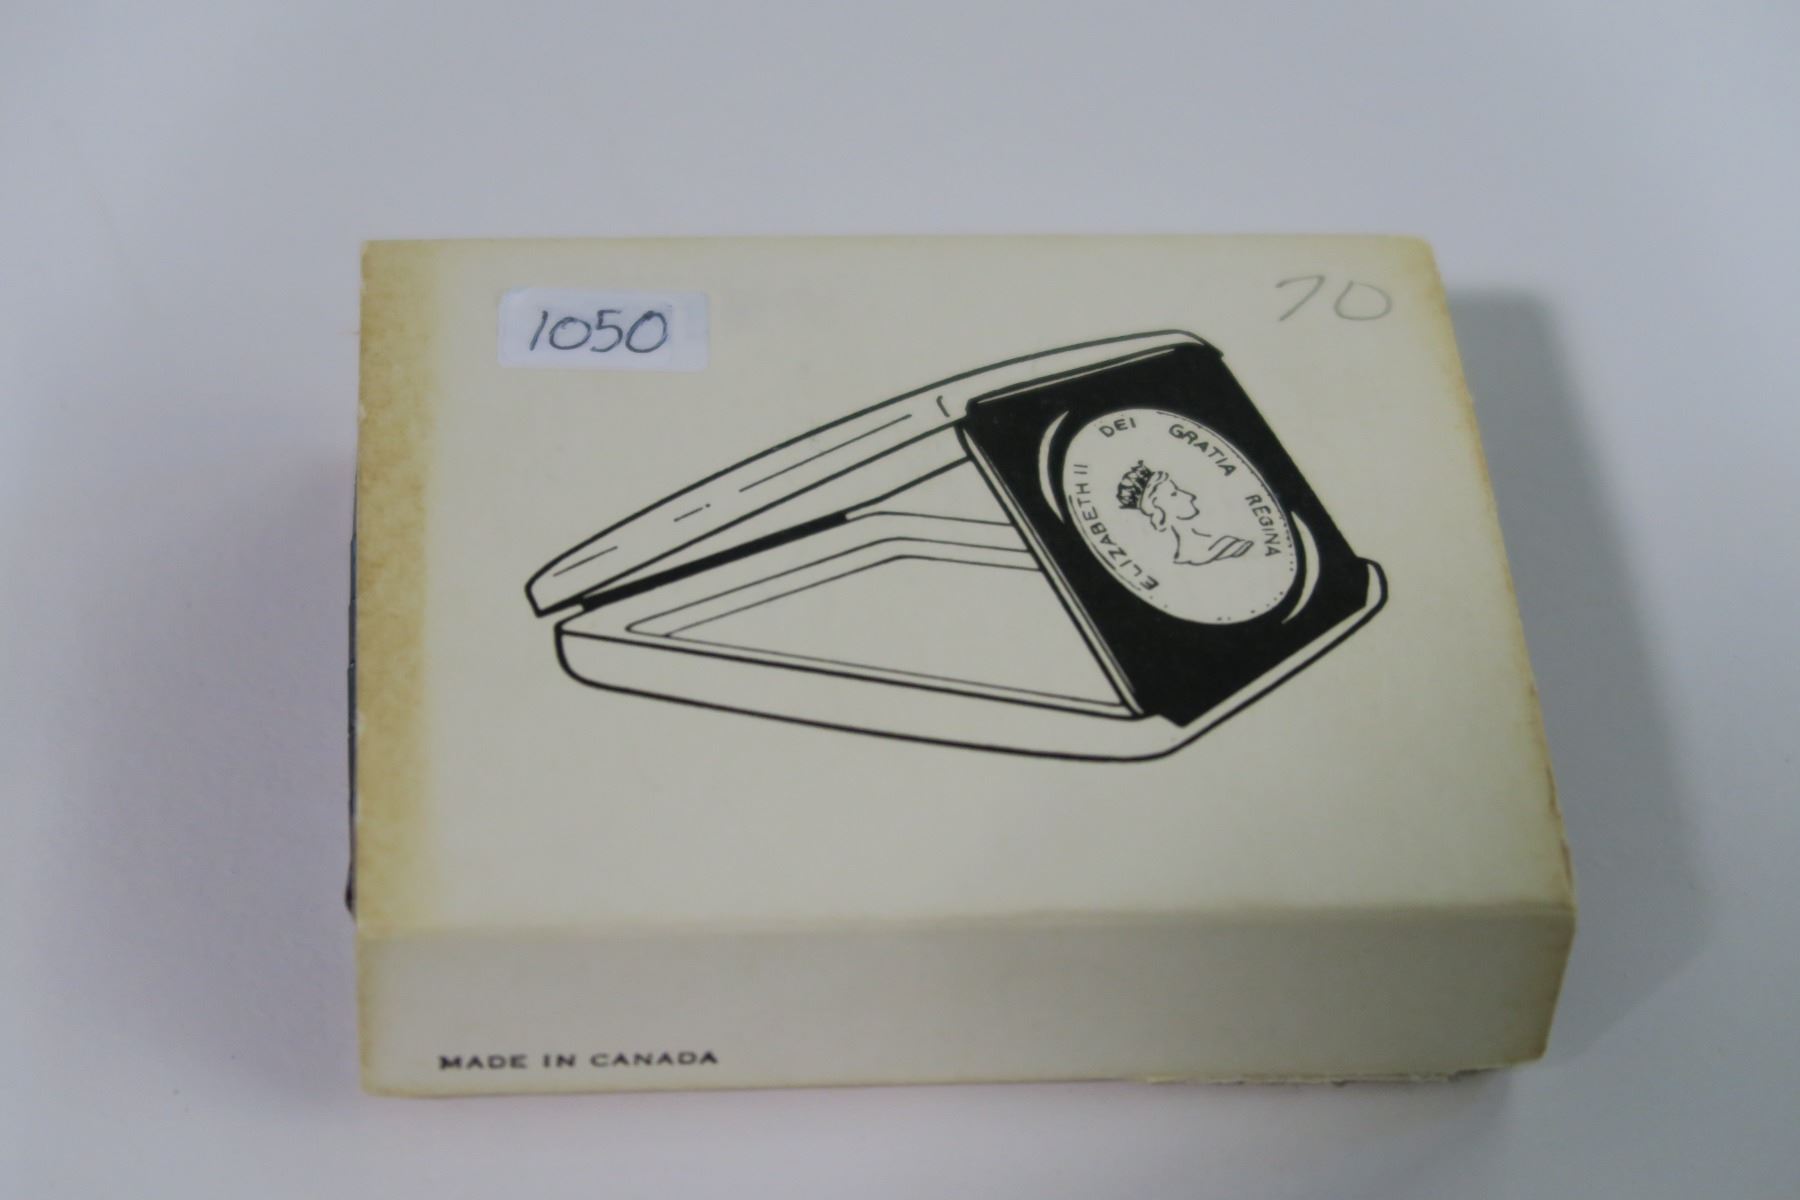 1050
70
ELIZABETH II DEI GRATIA REGINA
MADE IN CANADA